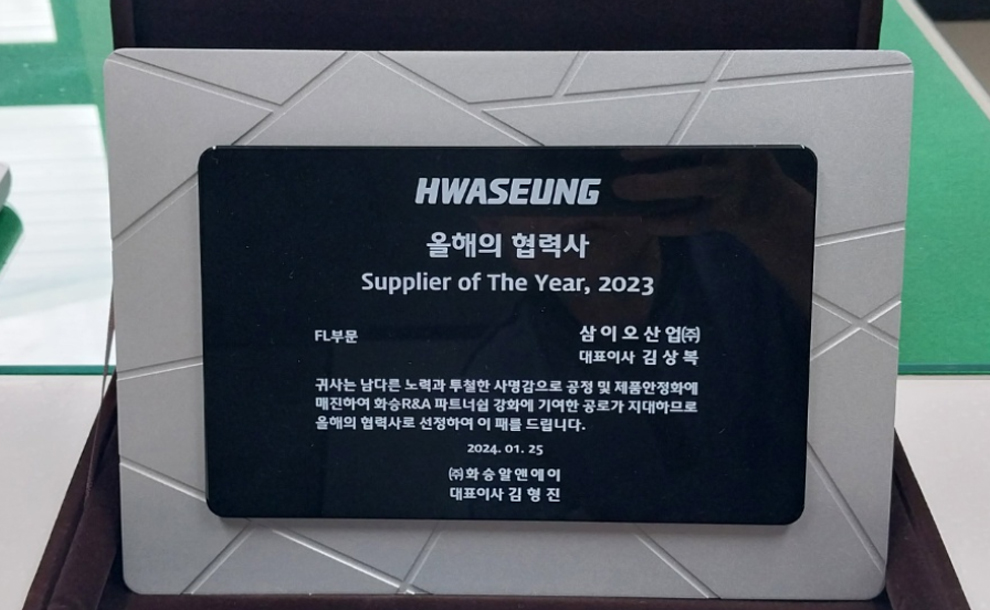 HWASEUNG
올해의 협력사
Supplier of The Year, 2023
FL부문
삼이오산업㈜
대표이사 김상복
귀사는 남다른 노력과 투철한 사명감으로 공정 및 제품안정화에
매진하여 화승R&A 파트너쉽 강화에 기여한 공로가 지대하므로
올해의 협력사로 선정하여 이 패를 드립니다.
2024. 01. 25
㈜화승알앤에이
대표이사 김형진